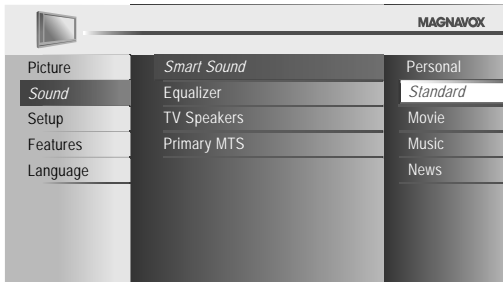 MAGNAVOX
Picture
Sound
Setup
Features
Language
Smart Sound
Equalizer
TV Speakers
Primary MTS
Personal
Standard
Movie
Music
News